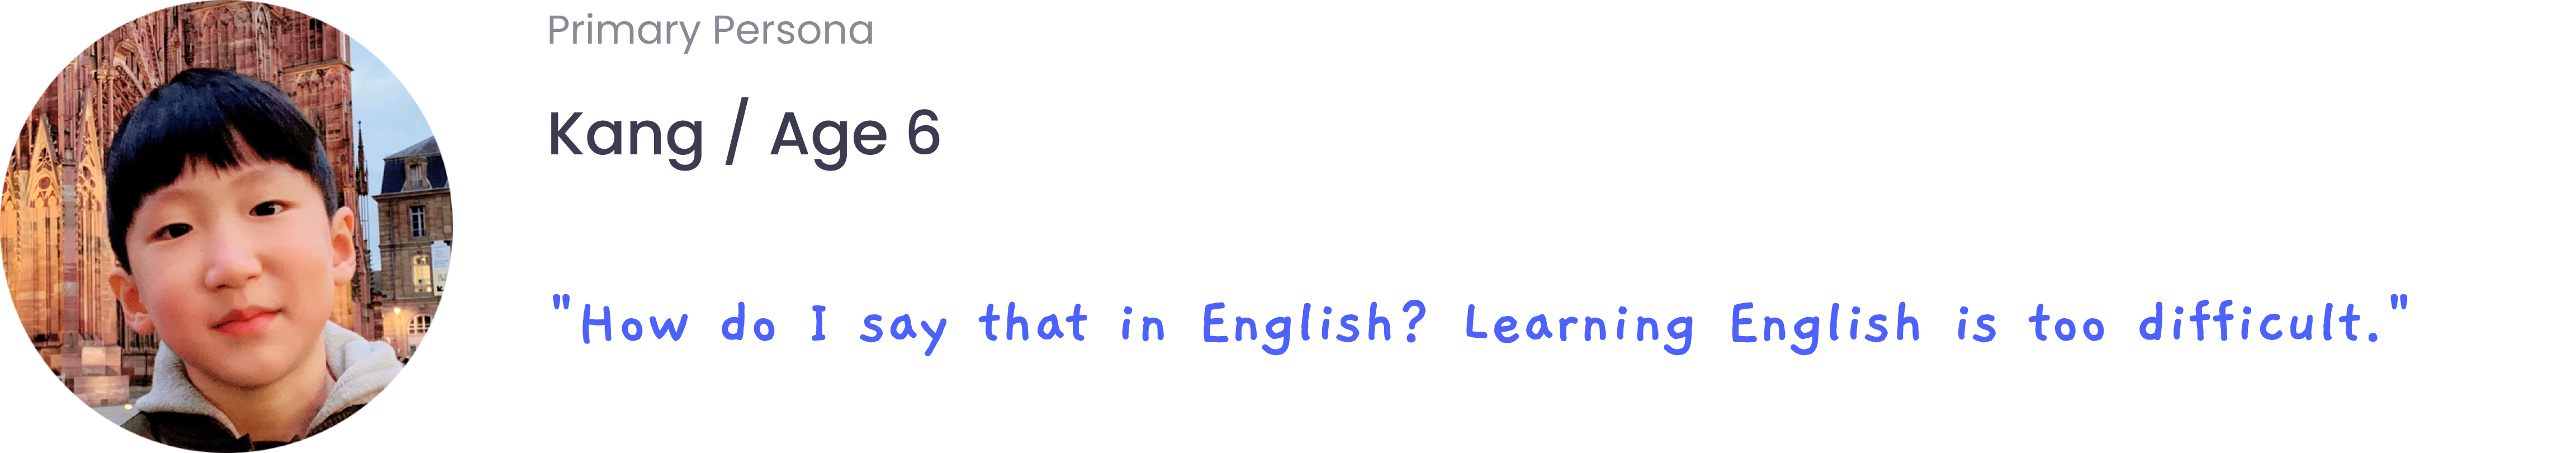 Primary Persona
Kang / Age 6
"How do I say that in English? Learning English is too difficult."